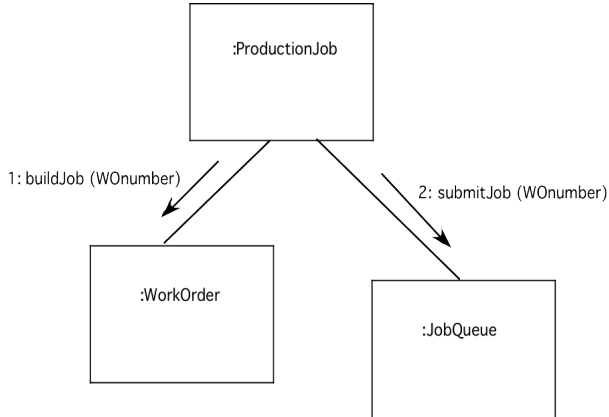 :ProductionJob
1: buildJob (WOnumber)
2: submitJob (WOnumber)
:WorkOrder
:JobQueue